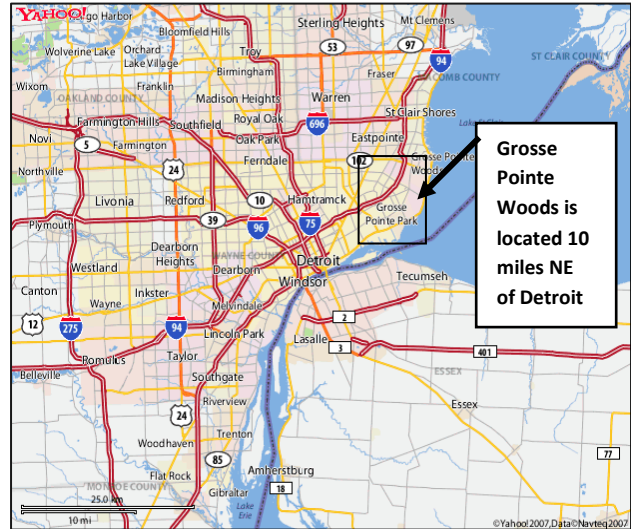 YAHOO!
Sterling Heights
Mt Clemens
Bloomfield Hills
Orchard
Lake Village
Wolverine Lake
Troy
53
97
94
ST CLAIR COUNTY
Birmingham
Fraser
Wixom
Franklin
Madison Heights
Warren
OAKLAND COUNTY
Royal Oak
St Clair Shores
Farmington Hills
Southfield
696
Novi
5
Farmington
Oak Park
Eastpointe
Ferndale
102
Grosse Pointe
Woods
Northville
24
Livonia
Redford
10
Hamtramck
Grosse
Pointe Park
39
96
75
Plymouth
Dearborn
Heights
WAYNE COUNTY
Detroit
Westland
Dearborn
Windsor
Tecumseh
Canton
Inkster
Wayne
Melvindale
12
275
94
Lincoln Park
2
Lasalle
3
401
Romulus
Taylor
Belleville
ESSEX
Southgate
Essex
24
Riverview
Woodhaven
Trenton
77
85
Flat Rock
Amherstburg
18
MONROE COUNTY
Gibraltar
Lake
Erie
25.0 km
10 mi
©Yahoo!2007,Data©Navteq2007
Grosse
Pointe
Woods is
located 10
miles NE
of Detroit